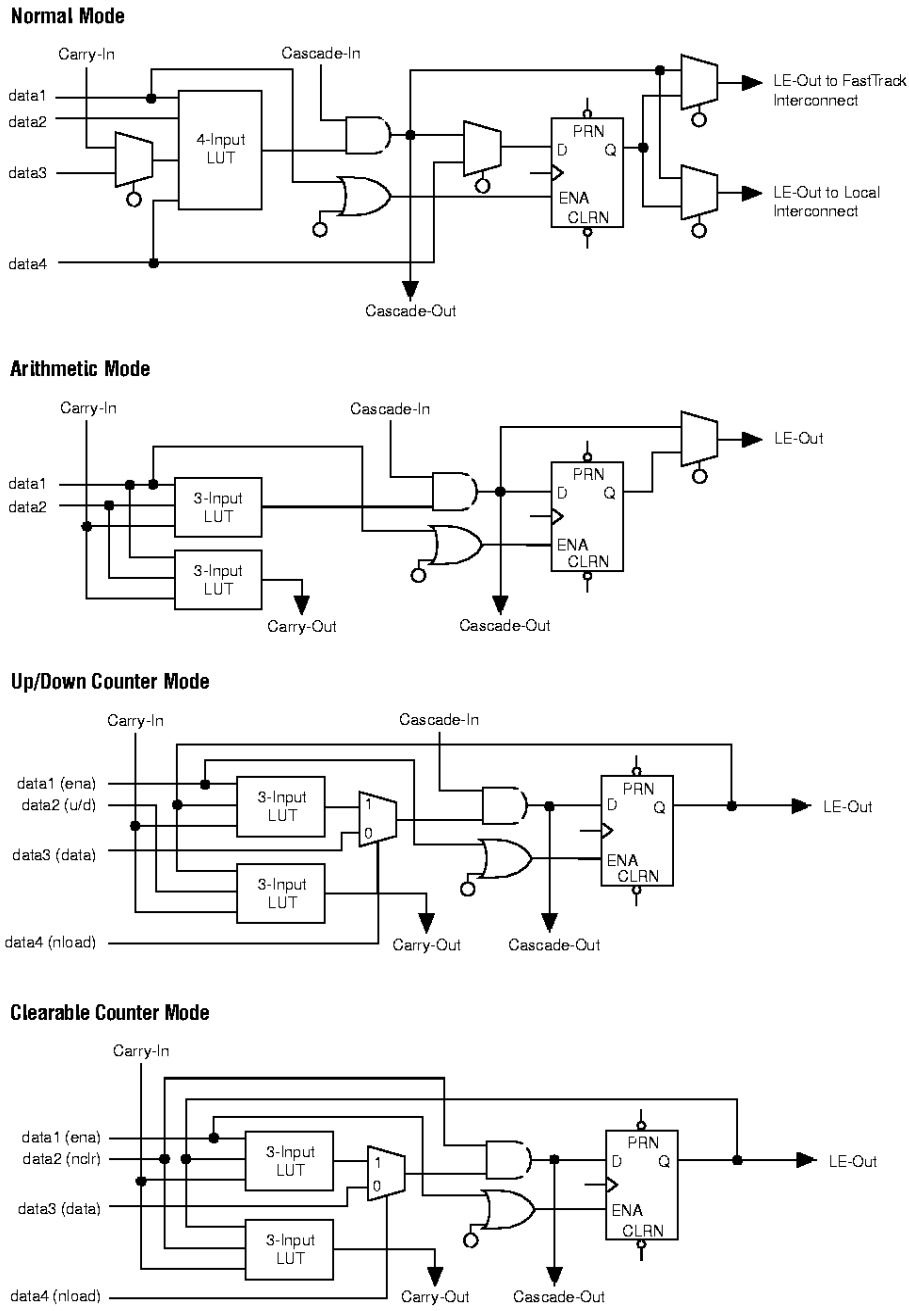 Normal Mode
Carry-In
Cascade-In
data1
data2
data3
data4
4-Input
LUT
PRN
D
Q
ENA
CLRN
LE-Out to FastTrack
Interconnect
LE-Out to Local
Interconnect
Cascade-Out
Arithmetic Mode
Carry-In
Cascade-In
data1
data2
3-Input
LUT
3-Input
LUT
PRN
D
Q
ENA
CLRN
LE-Out
Carry-Out
Cascade-Out
Up/Down Counter Mode
Carry-In
Cascade-In
data1 (ena)
data2 (u/d)
data3 (data)
data4 (nload)
3-Input
LUT
1
0
3-Input
LUT
PRN
D
Q
ENA
CLRN
LE-Out
Carry-Out
Cascade-Out
Clearable Counter Mode
Carry-In
data1 (ena)
data2 (nclr)
data3 (data)
data4 (nload)
3-Input
LUT
1
0
3-Input
LUT
PRN
D
Q
ENA
CLRN
LE-Out
Carry-Out
Cascade-Out